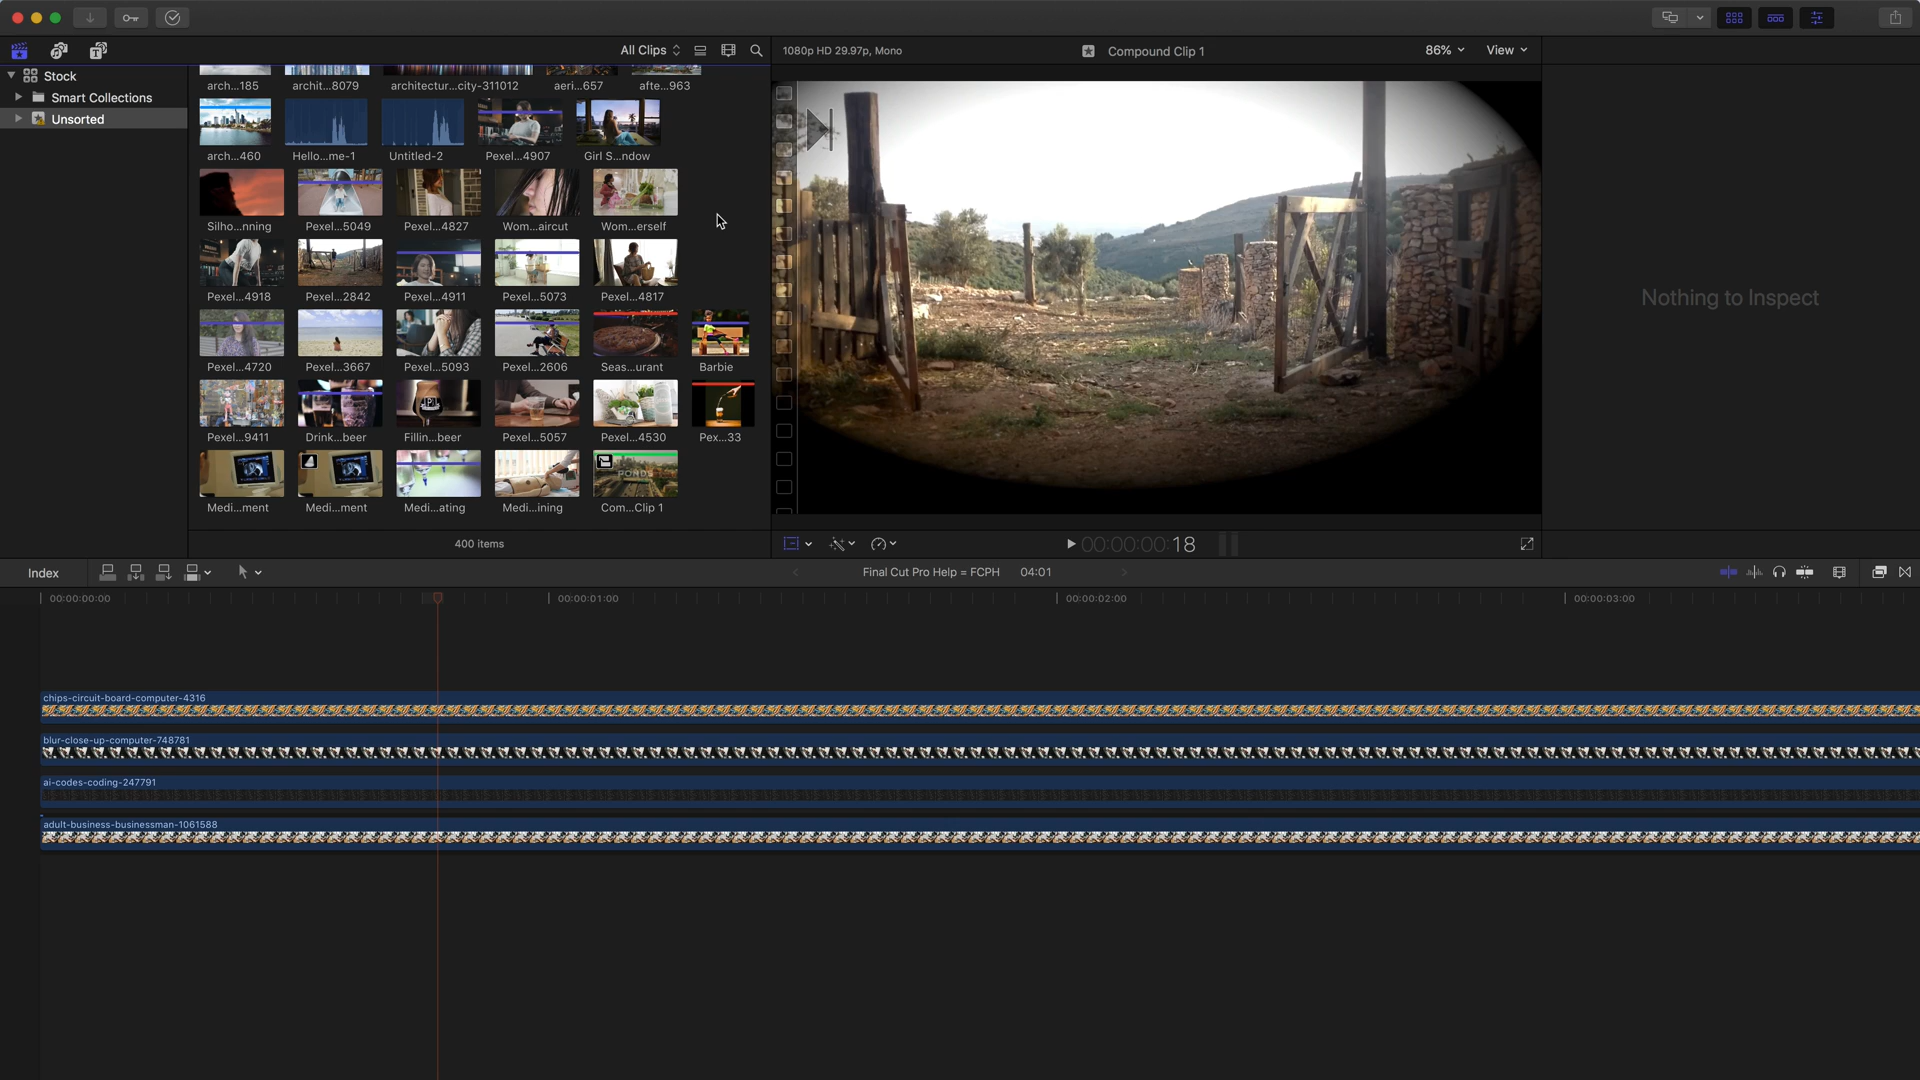 All Clips
1080p HD 29.97p, Mono
Compound Clip 1
86%
View
Stock
Smart Collections
Unsorted
arch...185
archit...8079
architectur...city-311012
aeri...657
afte...963
arch...460
Hello...me-1
Untitled-2
Pexel...4907
Girl S...ndow
Silho...nning
Pexel...5049
Pexel...4827
Wom...aircut
Wom...erself
Pexel...4918
Pexel...2842
Pexel...4911
Pexel...5073
Pexel...4817
Pexel...4720
Pexel...3667
Pexel...5093
Pexel...2606
Seas...urant
Barbie
Pexel...9411
Drink...beer
Fillin...beer
Pexel...5057
Pexel...4530
Pex...33
PONDS
Medi...ment
Medi...ment
Medi...ating
Medi...ining
Com...Clip 1
400 items
Nothing to Inspect
00:00:00:18
Index
Final Cut Pro Help = FCPH
04:01
00:00:00:00
00:00:01:00
00:00:02:00
00:00:03:00
chips-circuit-board-computer-4316
blur-close-up-computer-748781
ai-codes-coding-247791
adult-business-businessman-1061588